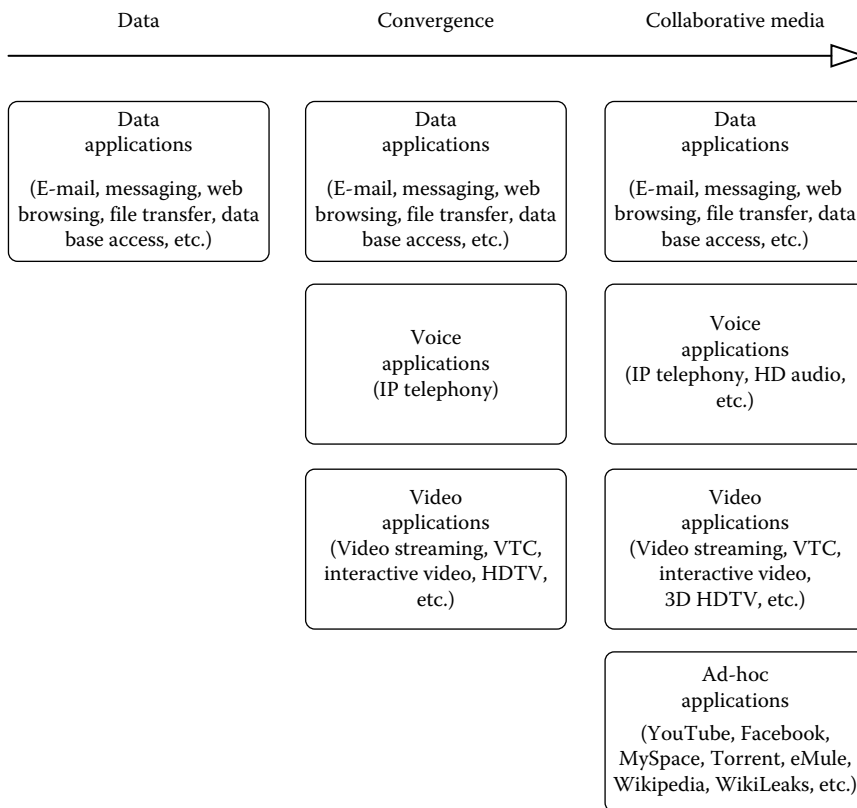 Data
Convergence
Collaborative media
Data
applications
(E-mail, messaging, web
browsing, file transfer, data
base access, etc.)
Data
applications
(E-mail, messaging, web
browsing, file transfer, data
base access, etc.)
Data
applications
(E-mail, messaging, web
browsing, file transfer, data
base access, etc.)
Voice
applications
(IP telephony)
Voice
applications
(IP telephony, HD audio,
etc.)
Video
applications
(Video streaming, VTC,
interactive video, HDTV,
etc.)
Video
applications
(Video streaming, VTC,
interactive video,
3D HDTV, etc.)
Ad-hoc
applications
(YouTube, Facebook,
MySpace, Torrent, eMule,
Wikipedia, WikiLeaks, etc.)